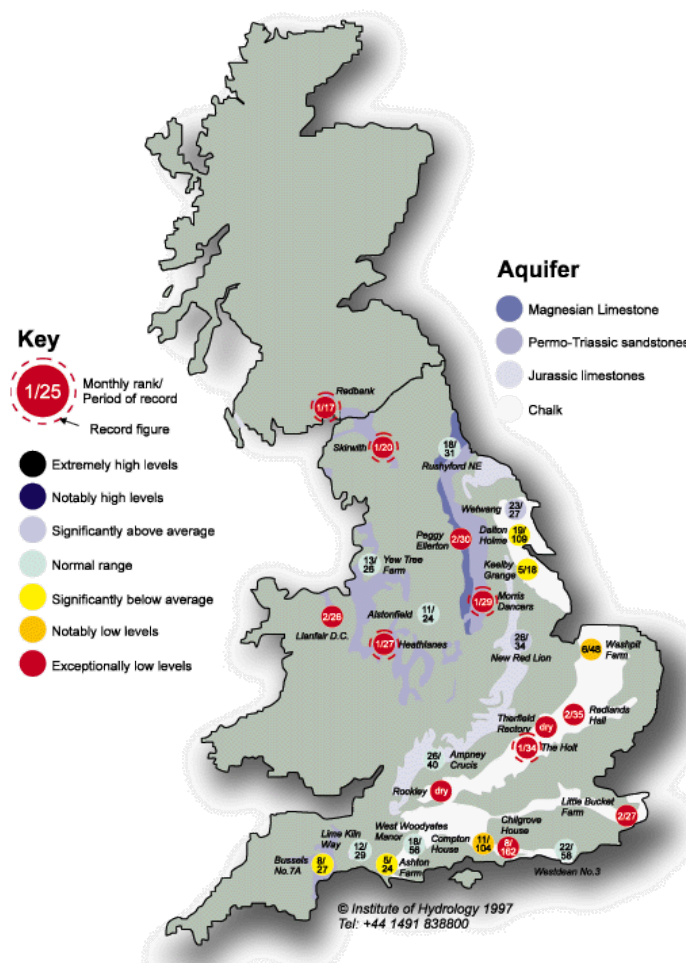 Aquifer
Magnesian Limestone
Permo-Triassic sandstones
Jurassic limestones
Chalk
Key
1/25
Monthly rank/
Period of record
Record figure
Extremely high levels
Notably high levels
Significantly above average
Normal range
Significantly below average
Notably low levels
Exceptionally low levels
Redbank
1/17
Skirwith
1/20
18/
31
Rushyford NE
Wetwang
23/
27
Peggy
Ellerton
2/30
Dalton
Holme
19/
109
13/
26
Yew Tree
Farm
Keelby
Grange
5/18
1/29
Morris
Dancers
2/26
Llanfair D.C.
Alstonfield
11/
24
1/27
Heathlanes
26/
34
New Red Lion
6/48
Washpit
Farm
Therfield
Rectory
dry
2/35
Redlands
Hall
1/34
The Holt
26/
40
Ampney
Crucis
Rockley
dry
Little Bucket
Farm
2/27
Lime Kiln
Way
West Woodyates
Manor
Chilgrove
House
Bussels
No.7A
8/
27
12/
29
5/
24
Ashton
Farm
18/
56
Compton
House
11/
104
8/
162
22/
58
Westdean No.3
© Institute of Hydrology 1997
Tel: +44 1491 838800